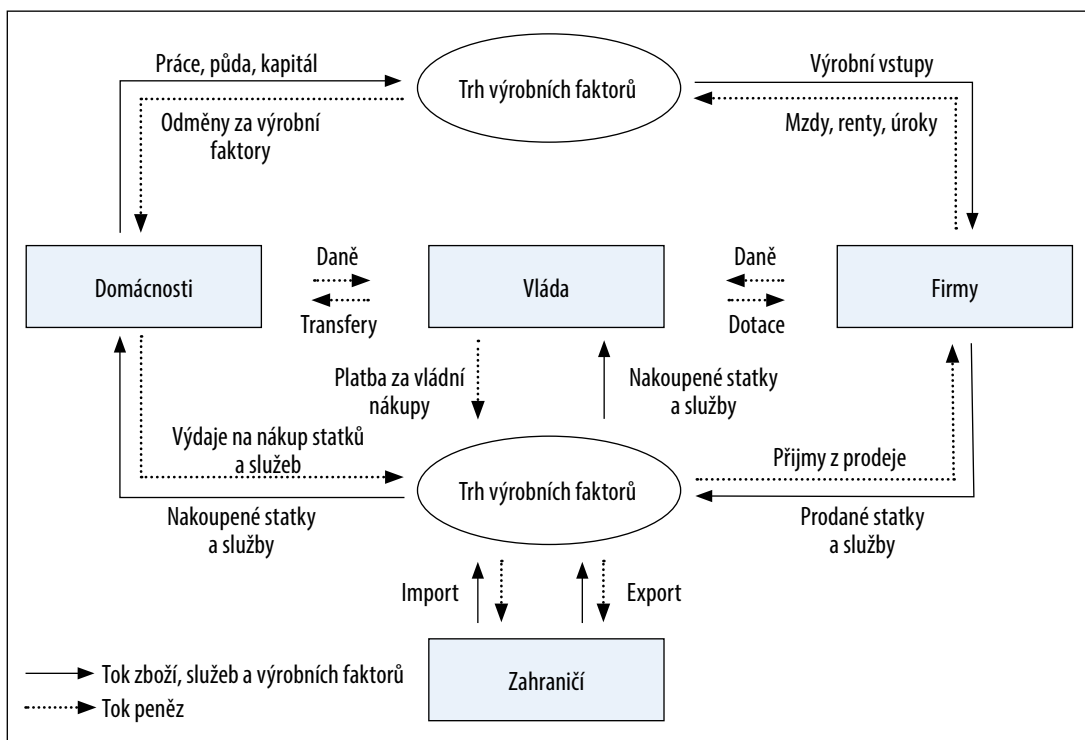 Práce, půda, kapitál
Trh výrobních faktorů
Výrobní vstupy
Odměny za výrobní
faktory
Mzdy, renty, úroky
Domácnosti
Daně
Transfery
Vláda
Daně
Dotace
Firmy
Platba za vládní
nákupy
Nakoupené statky
a služby
Výdaje na nákup statků
a služeb
Trh výrobních faktorů
Přijmy z prodeje
Nakoupené statky
a služby
Prodané statky
a služby
Import
Export
Zahraničí
Tok zboží, služeb a výrobních faktorů
Tok peněz